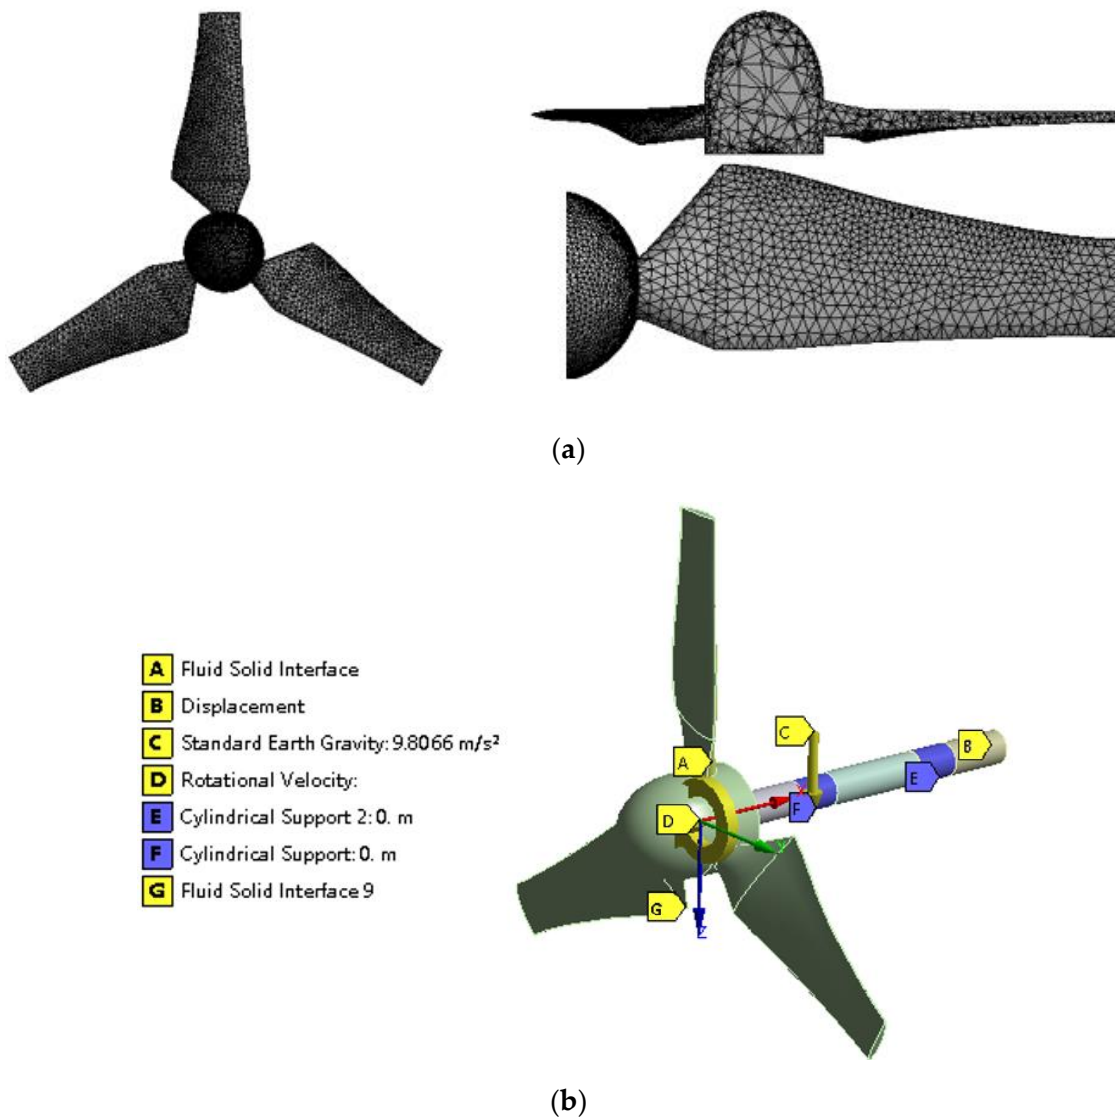 (a)
A Fluid Solid Interface
B Displacement
C Standard Earth Gravity: 9.8066 m/s²
D Rotational Velocity:
E Cylindrical Support 2: 0. m
F Cylindrical Support: 0. m
G Fluid Solid Interface 9
C
B
A
E
X
F
D
Y
G
Z
(b)